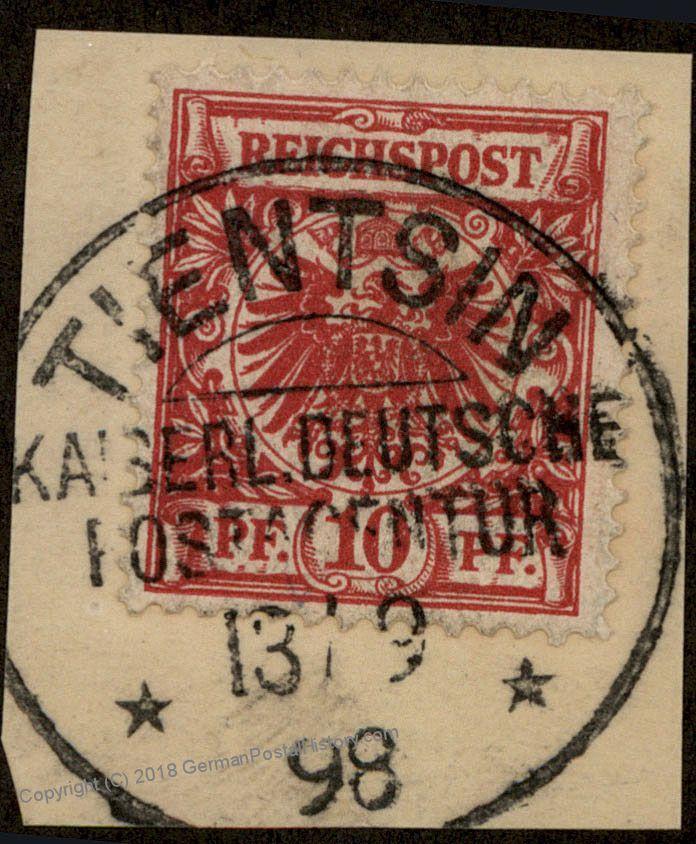 REICHSPOST
TIENTSIN
KAISERL. DEUTSCHE
POSTAGENTUR
PF. 10 PF.
13/9
98
Copyright (C) 2018 GermanPostalHistory.com